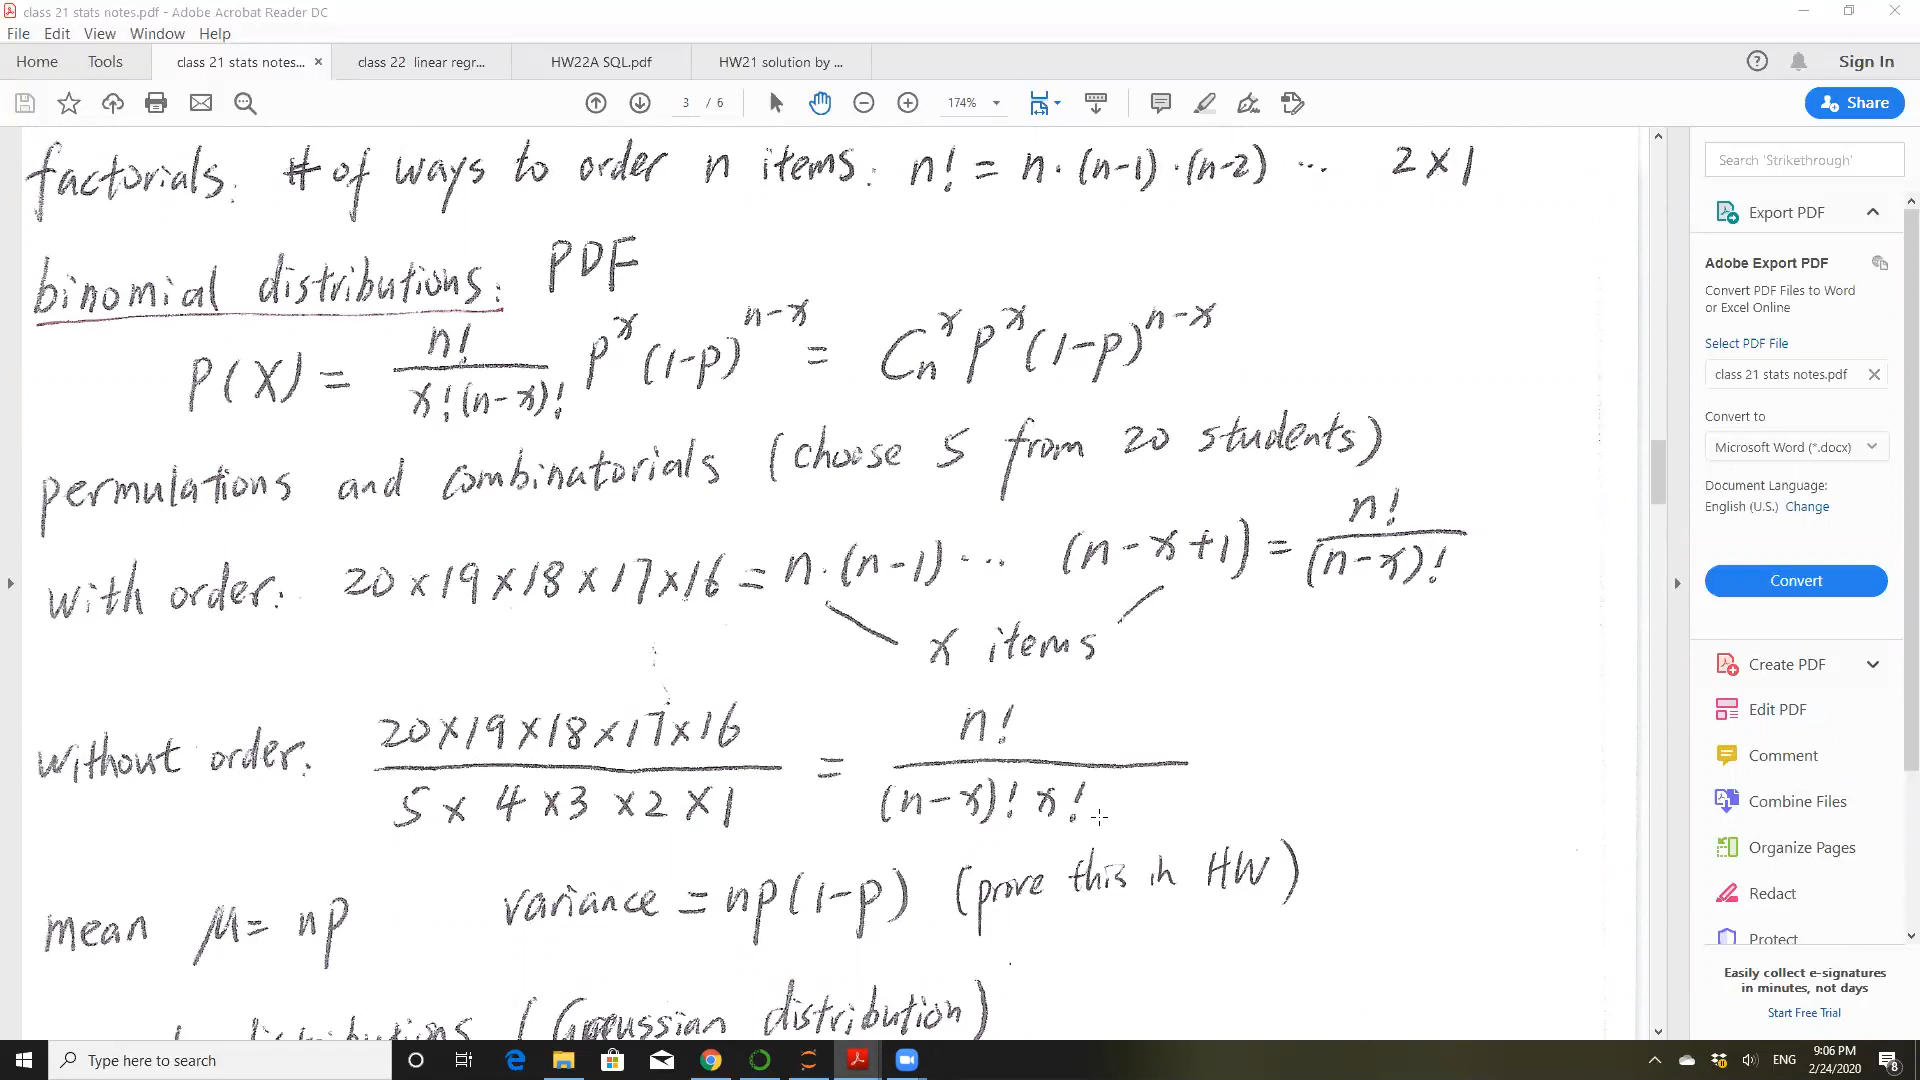 class 21 stats notes.pdf - Adobe Acrobat Reader DC
File Edit View Window Help
Home Tools class 21 stats notes... × class 22 linear regr... HW22A SQL.pdf HW21 solution by ... Sign In
3 / 6 174% Share
factorials: # of ways to order n items: n! = n·(n-1)·(n-2) ... 2×1
binomial distributions: PDF
P(X) = n! / x!(n-x)! p^x (1-p)^n-x = C_n^x p^x (1-p)^n-x
permulations and combinatorials (choose 5 from 20 students)
with order: 20×19×18×17×16 = n·(n-1) ... (n-x+1) = n! / (n-x)!
x items
without order: 20×19×18×17×16 / 5×4×3×2×1 = n! / (n-x)! x!
mean μ = np variance = np(1-p) (prove this in HW)
distributions (Gaussian distribution)
Search 'Strikethrough'
Export PDF
Adobe Export PDF
Convert PDF Files to Word
or Excel Online
Select PDF File
class 21 stats notes.pdf
Convert to
Microsoft Word (*.docx)
Document Language:
English (U.S.) Change
Convert
Create PDF
Edit PDF
Comment
Combine Files
Organize Pages
Redact
Protect
Easily collect e-signatures
in minutes, not days
Start Free Trial
Type here to search
ENG
9:06 PM
2/24/2020
8